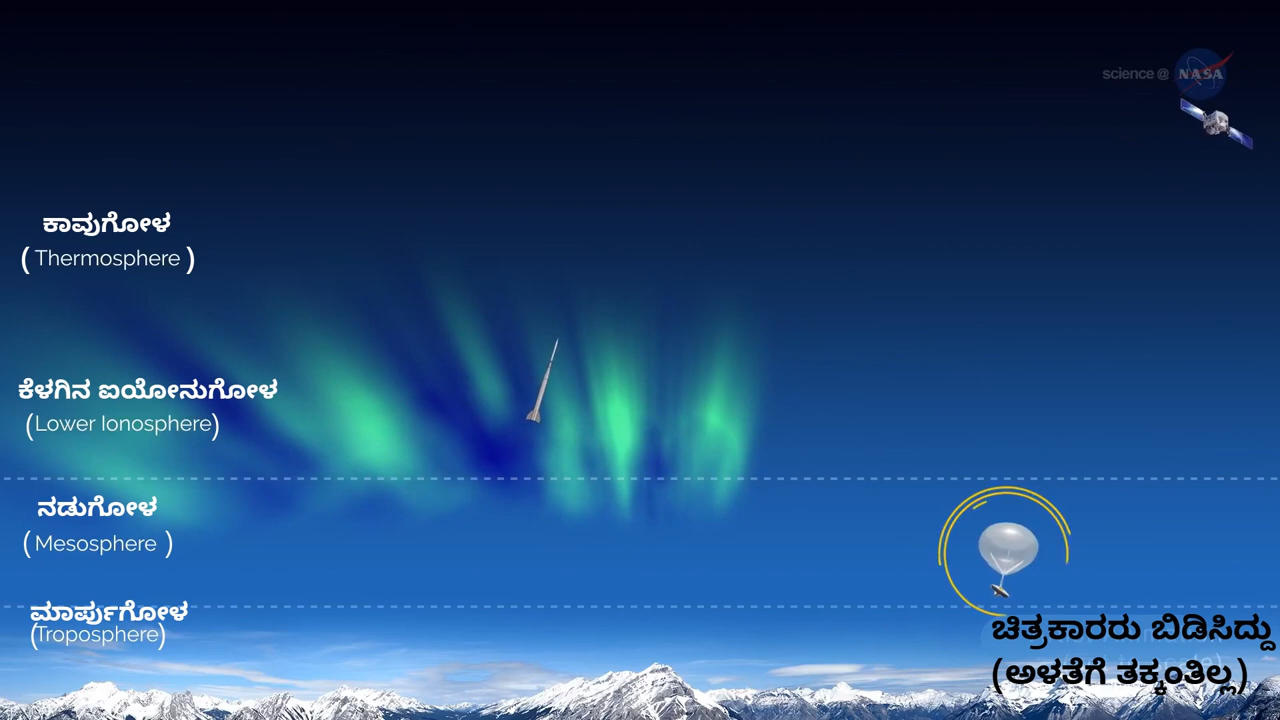 science@ NASA
ಕಾವುಗೋಳ
( Thermosphere )
ಕೆಳಗಿನ ಐಯೋನುಗೋಳ
(Lower Ionosphere)
ನಡುಗೋಳ
( Mesosphere )
ಮಾರ್ಪುಗೋಳ
(Troposphere)
ಚಿತ್ರಕಾರರು ಬಿಡಿಸಿದ್ದು
(ಅಳತೆಗೆ ತಕ್ಕಂತಿಲ್ಲ)